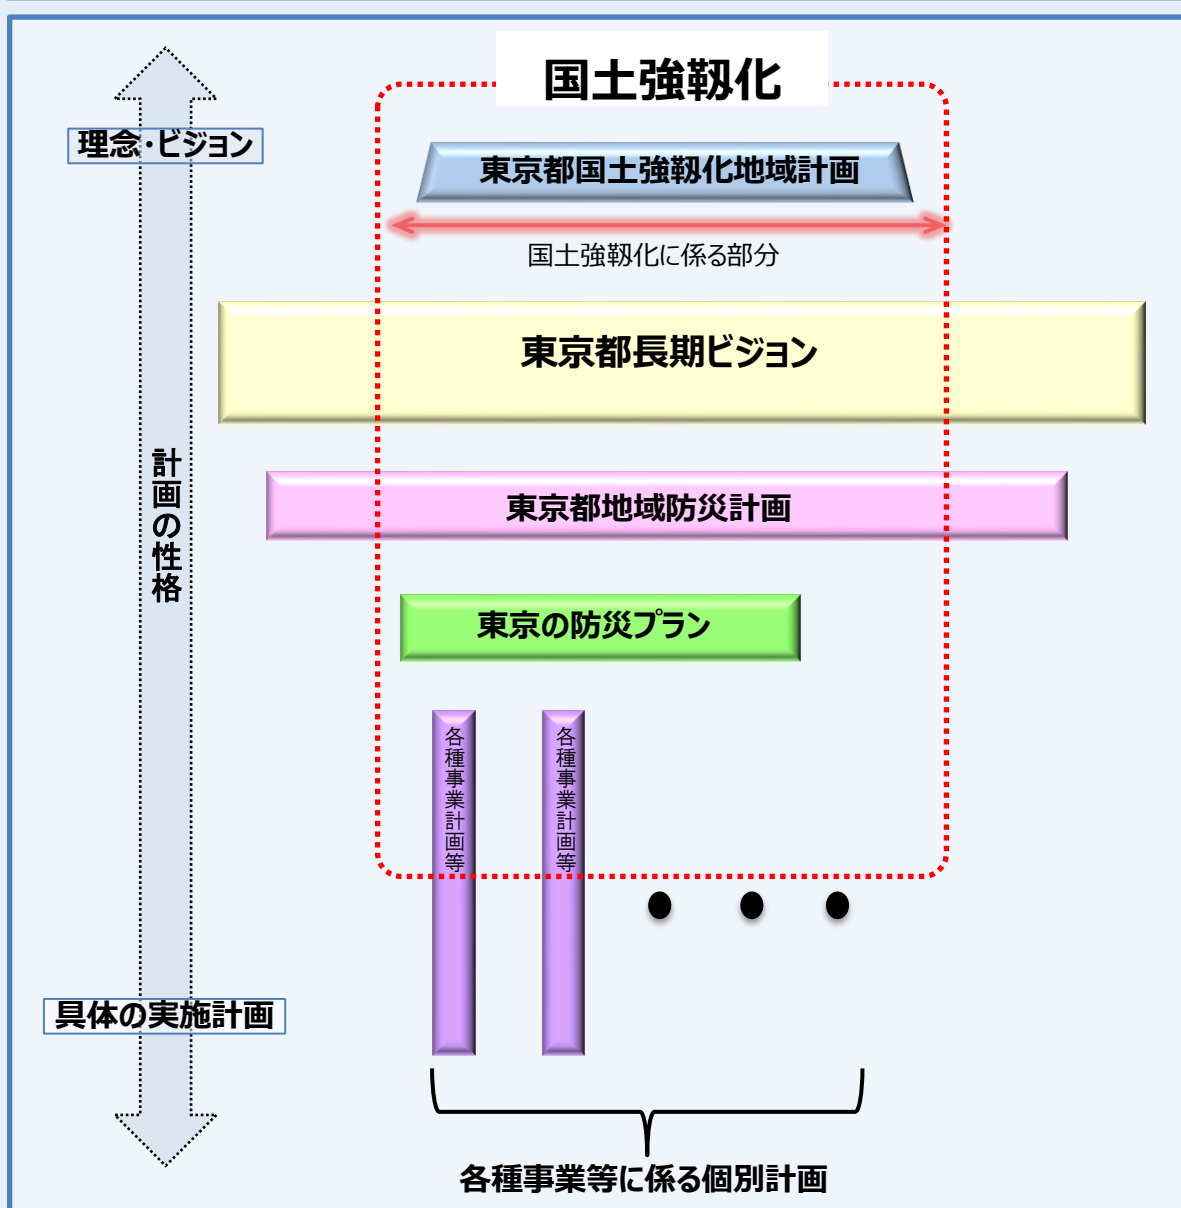 国土強靱化
理念・ビジョン
東京都国土強靱化地域計画
国土強靱化に係る部分
東京都長期ビジョン
計画の性格
東京都地域防災計画
東京の防災プラン
各種事業計画等
各種事業計画等
具体の実施計画
各種事業等に係る個別計画